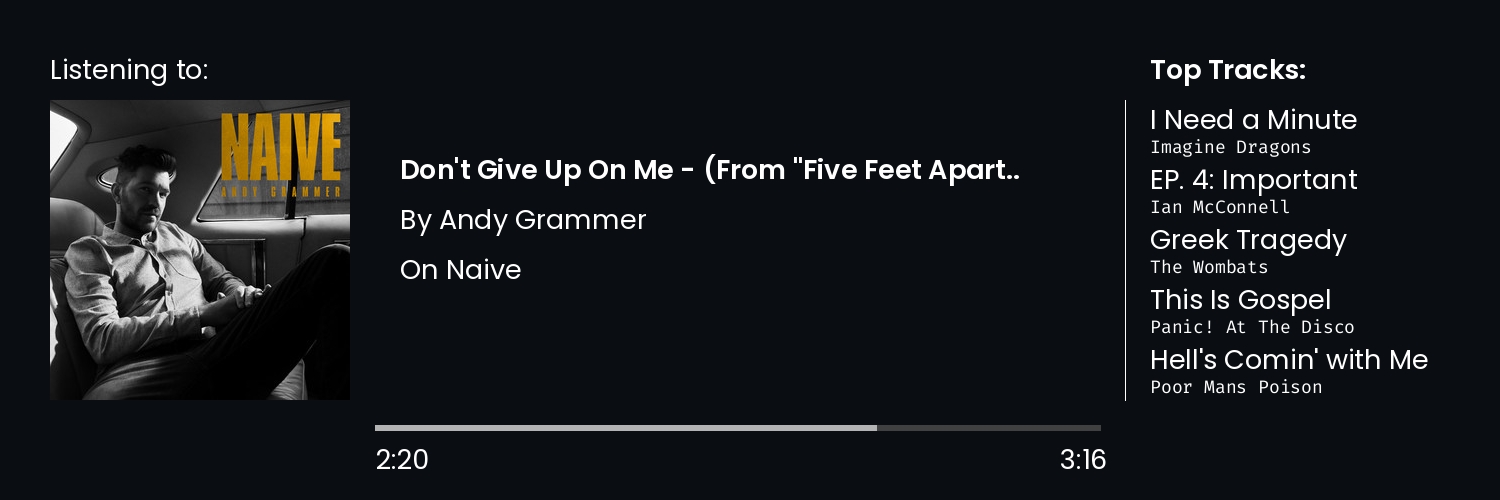 Listening to:
NAIVE
ANDY GRAMMER
Don't Give Up On Me - (From "Five Feet Apart..
By Andy Grammer
On Naive
2:20
3:16
Top Tracks:
I Need a Minute
Imagine Dragons
EP. 4: Important
Ian McConnell
Greek Tragedy
The Wombats
This Is Gospel
Panic! At The Disco
Hell's Comin' with Me
Poor Mans Poison